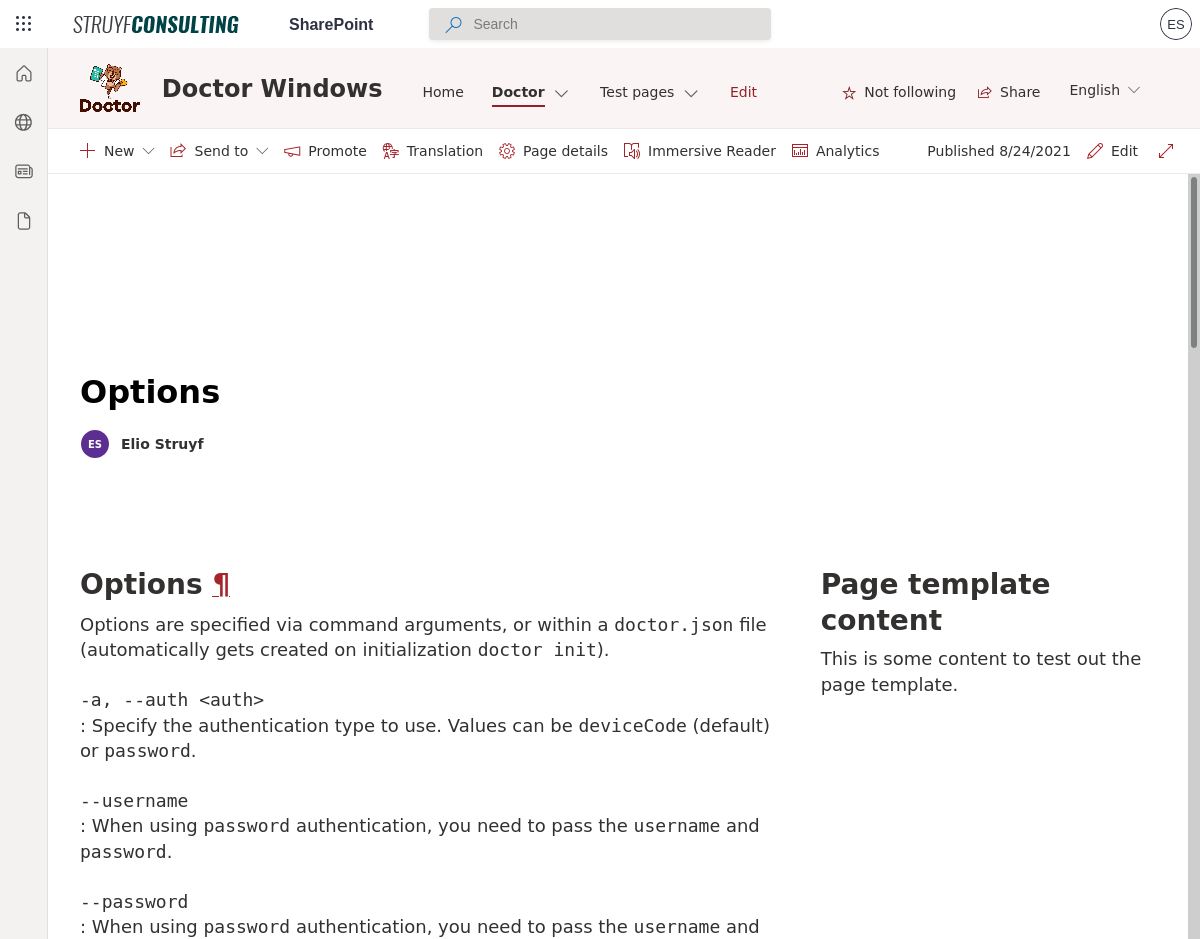 STRUYFCONSULTING SharePoint Search ES
Doctor
Doctor Windows Home Doctor Test pages Edit Not following Share English
New Send to Promote Translation Page details Immersive Reader Analytics Published 8/24/2021 Edit
Options
ES Elio Struyf
Options ¶
Options are specified via command arguments, or within a doctor.json file
(automatically gets created on initialization doctor init).
-a, --auth <auth>
: Specify the authentication type to use. Values can be deviceCode (default)
or password.
--username
: When using password authentication, you need to pass the username and
password.
--password
: When using password authentication, you need to pass the username and
Page template
content
This is some content to test out the
page template.